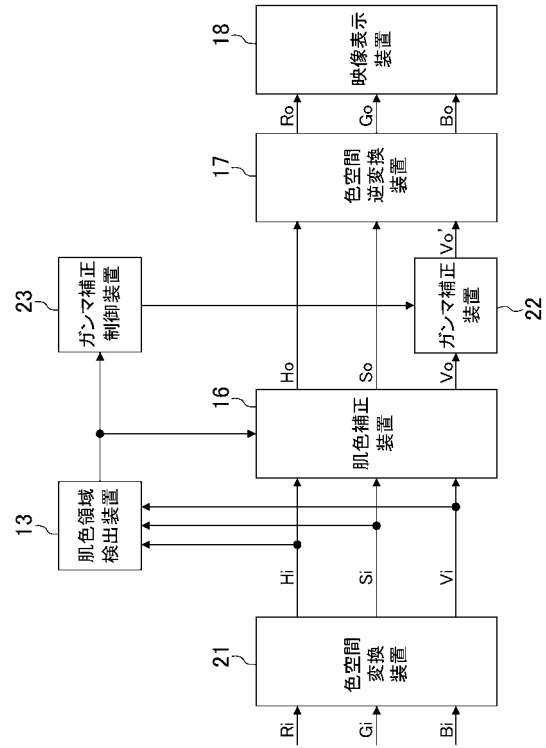 13
肌色領域
検出装置
23
ガンマ補正
制御装置
21
色空間
変換
装置
Ri
Gi
Bi
Hi
Si
Vi
16
肌色補正
装置
Ho
So
Vo
ガンマ補正
装置
22
Vo'
17
色空間
逆変換
装置
Ro
Go
Bo
18
映像表示
装置